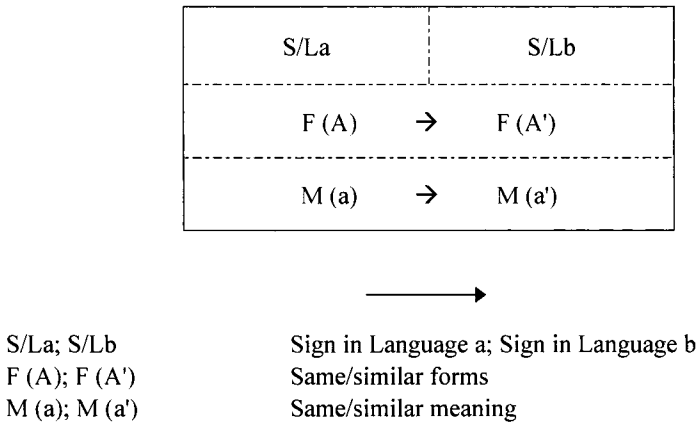 S/La S/Lb
F (A) → F (A')
M (a) → M (a')
S/La; S/Lb Sign in Language a; Sign in Language b
F (A); F (A') Same/similar forms
M (a); M (a') Same/similar meaning